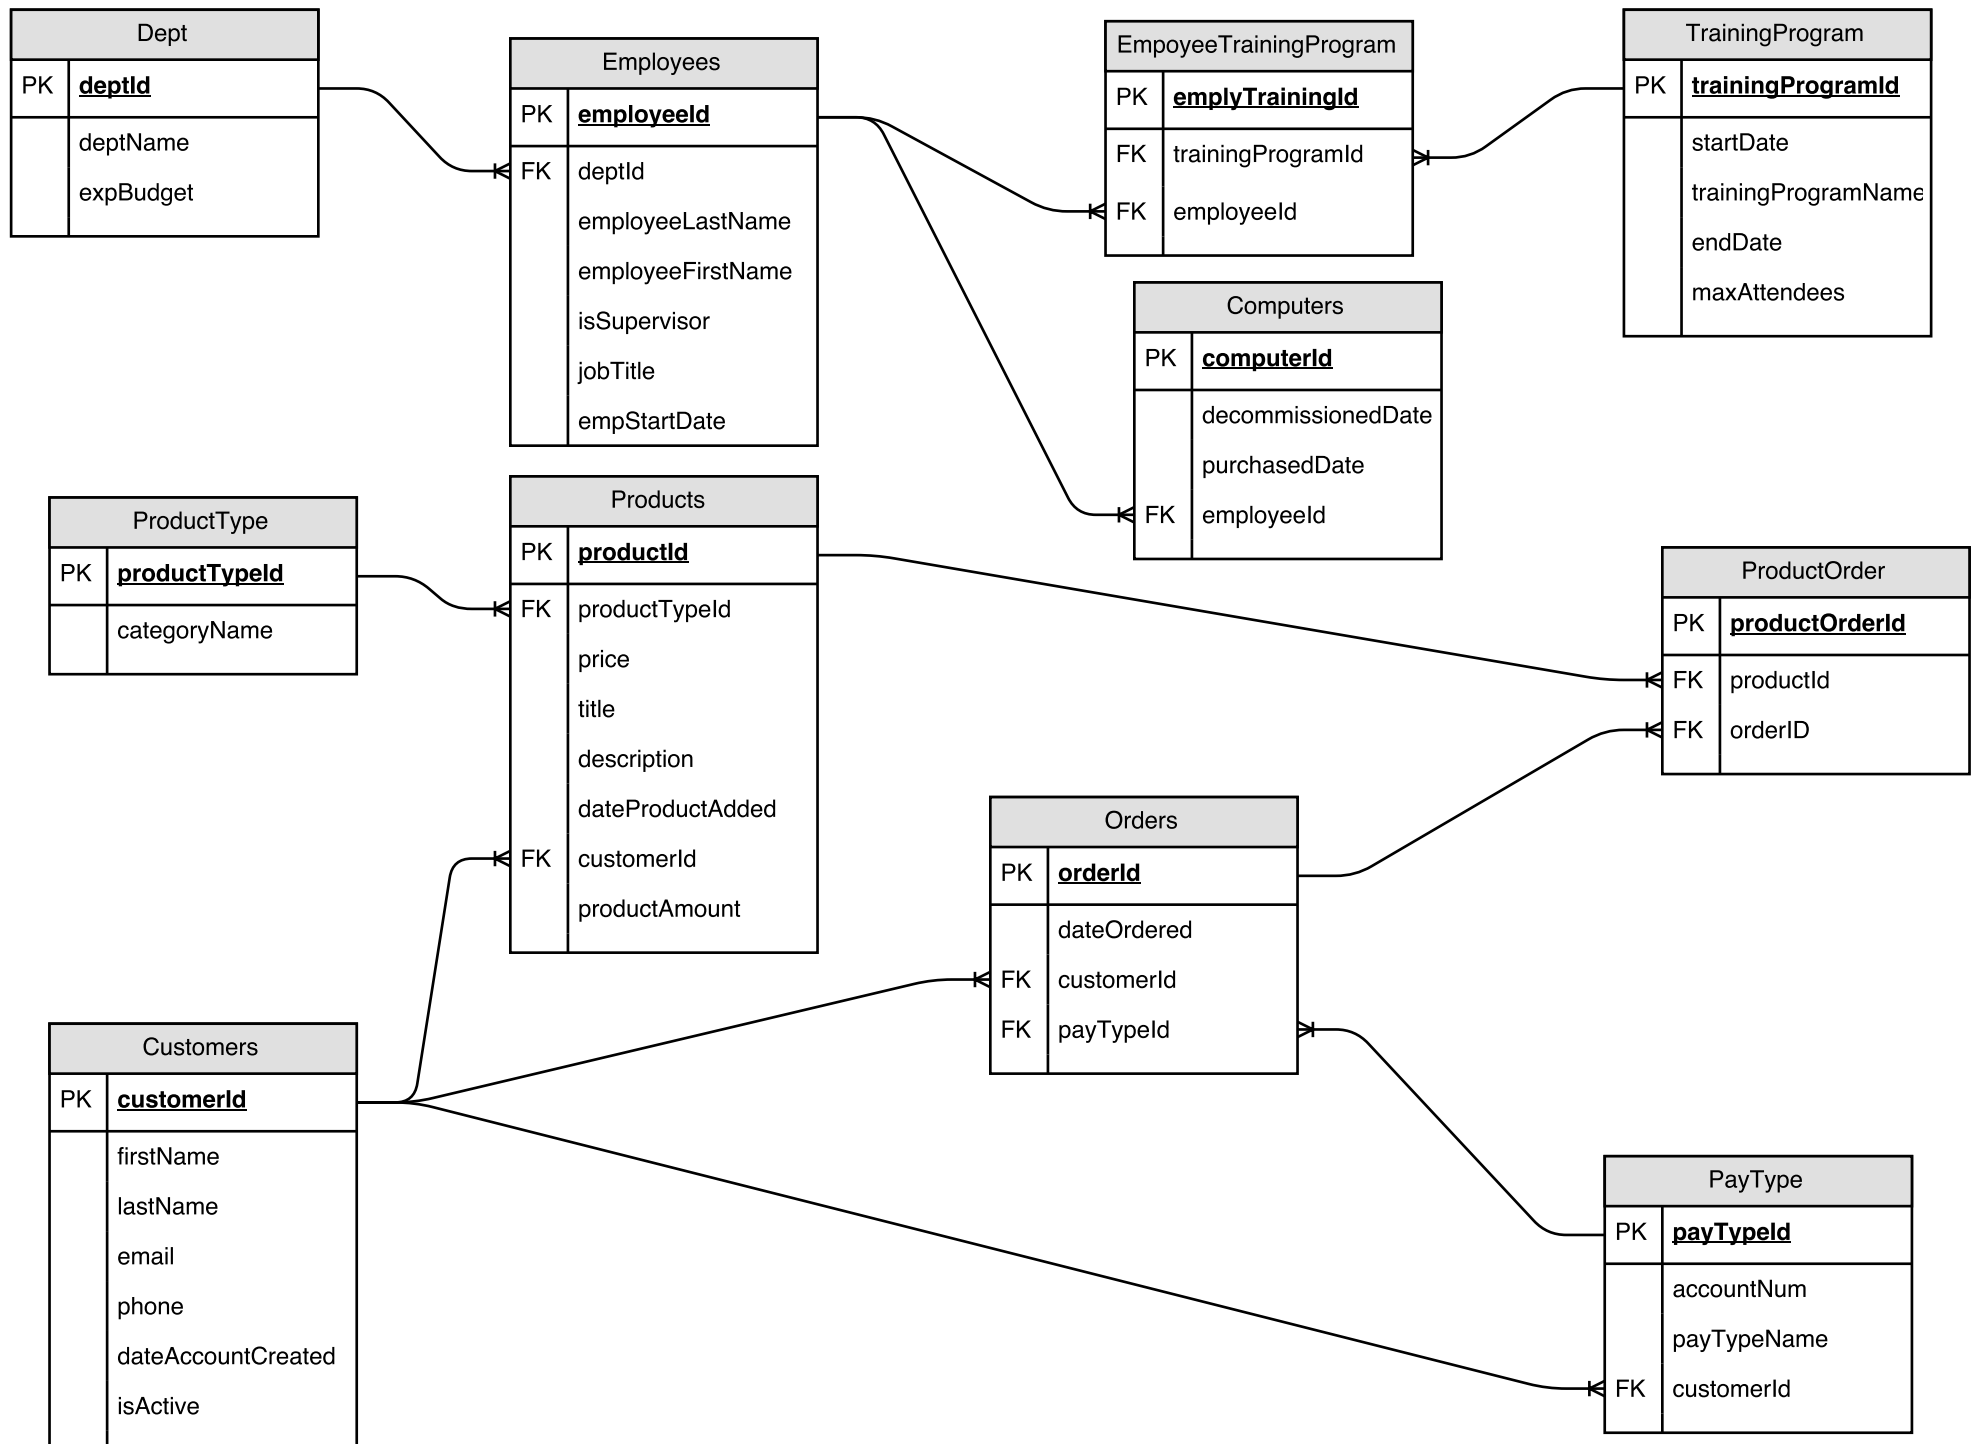 Dept
PK deptId
deptName
expBudget
Employees
PK employeeId
FK deptId
employeeLastName
employeeFirstName
isSupervisor
jobTitle
empStartDate
EmpoyeeTrainingProgram
PK emplyTrainingId
FK trainingProgramId
FK employeeId
TrainingProgram
PK trainingProgramId
startDate
trainingProgramName
endDate
maxAttendees
Computers
PK computerId
decommissionedDate
purchasedDate
FK employeeId
ProductType
PK productTypeId
categoryName
Products
PK productId
FK productTypeId
price
title
description
dateProductAdded
FK customerId
productAmount
ProductOrder
PK productOrderId
FK productId
FK orderID
Orders
PK orderId
dateOrdered
FK customerId
FK payTypeId
Customers
PK customerId
firstName
lastName
email
phone
dateAccountCreated
isActive
PayType
PK payTypeId
accountNum
payTypeName
FK customerId